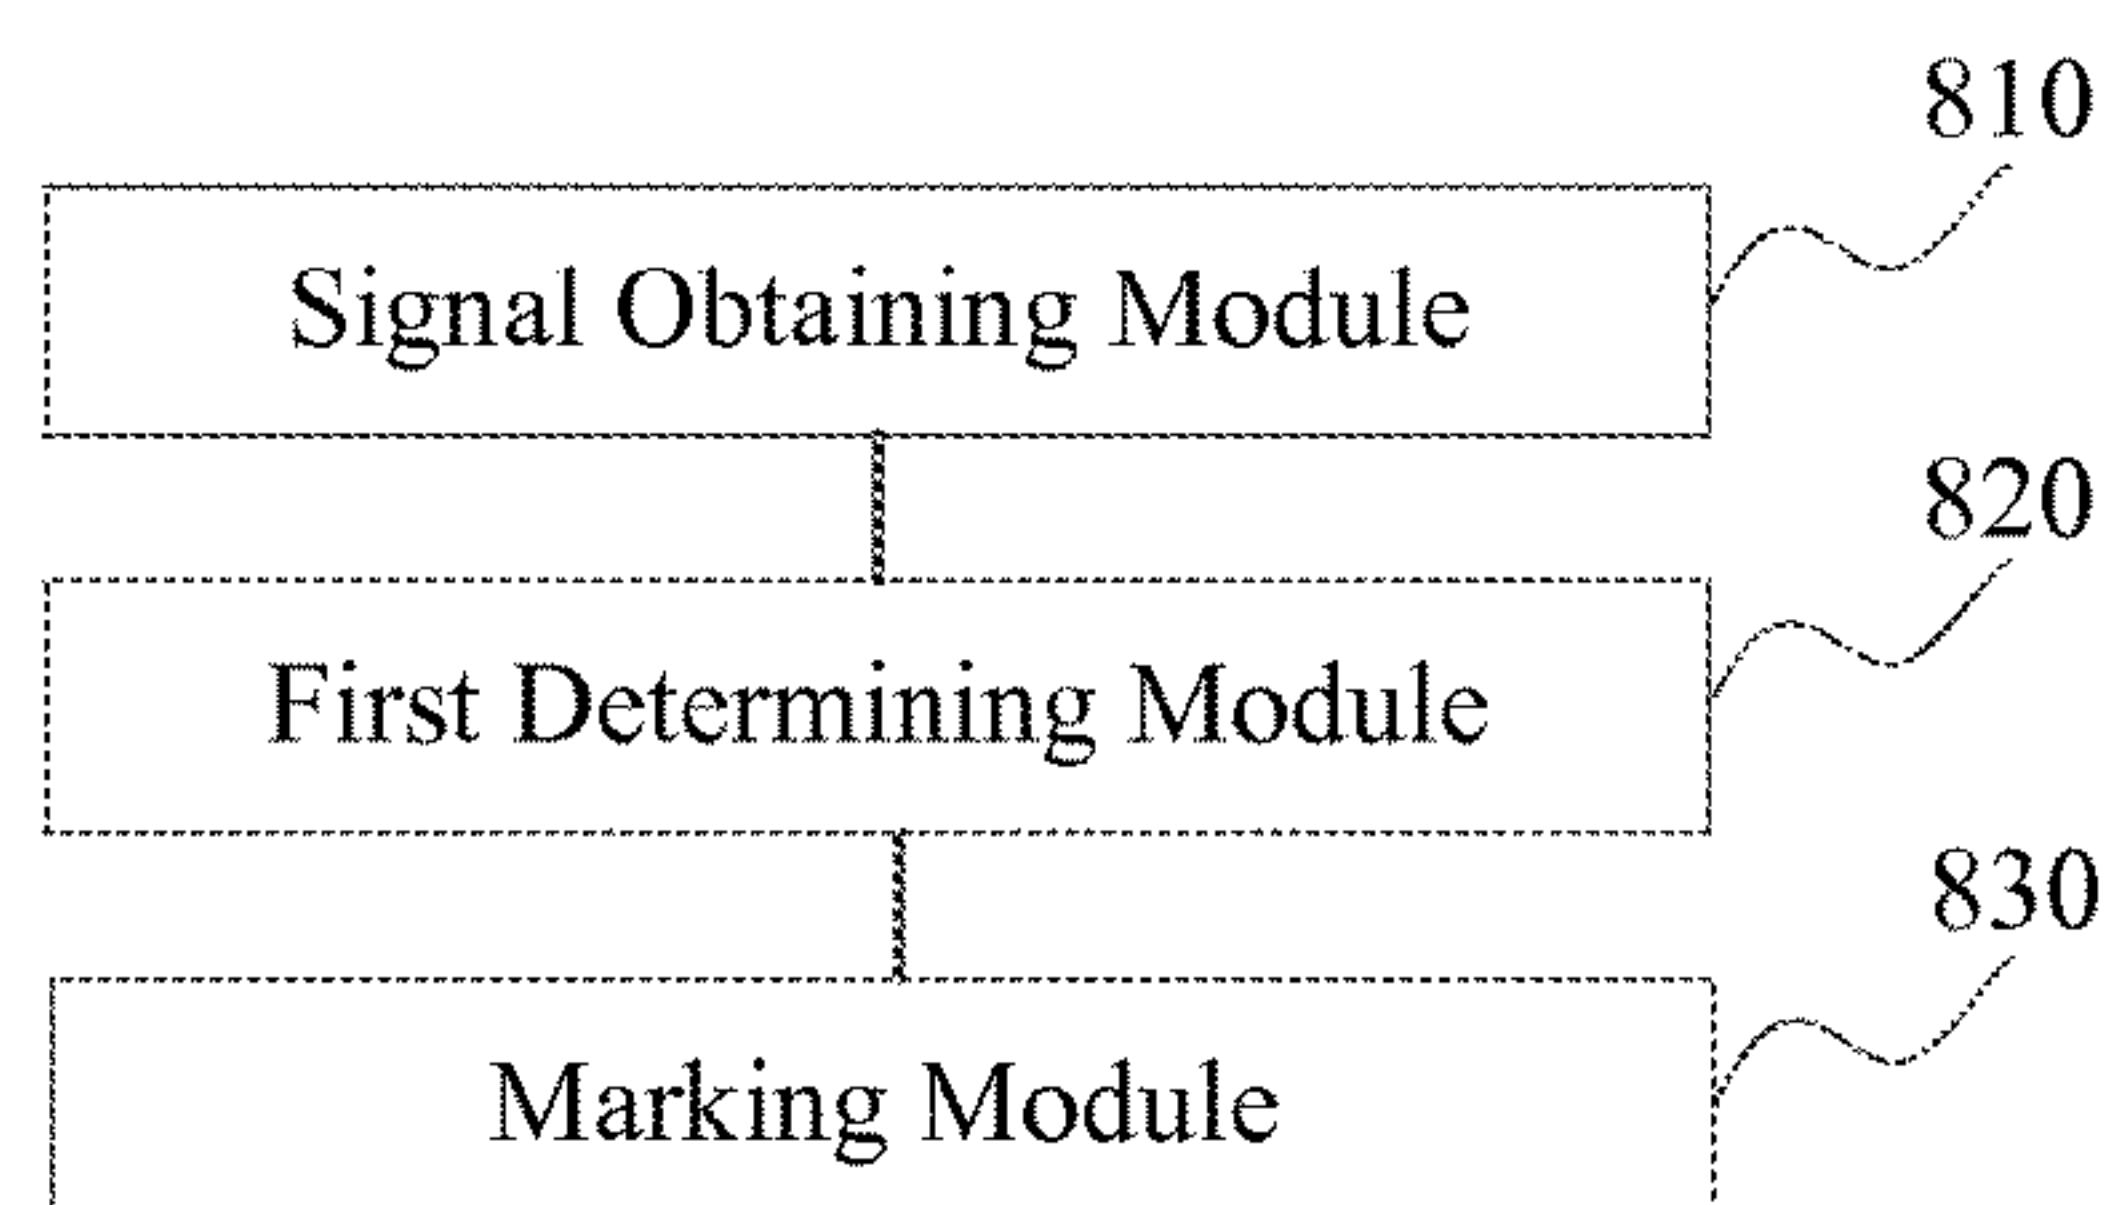 810
Signal Obtaining Module
820
First Determining Module
830
Marking Module